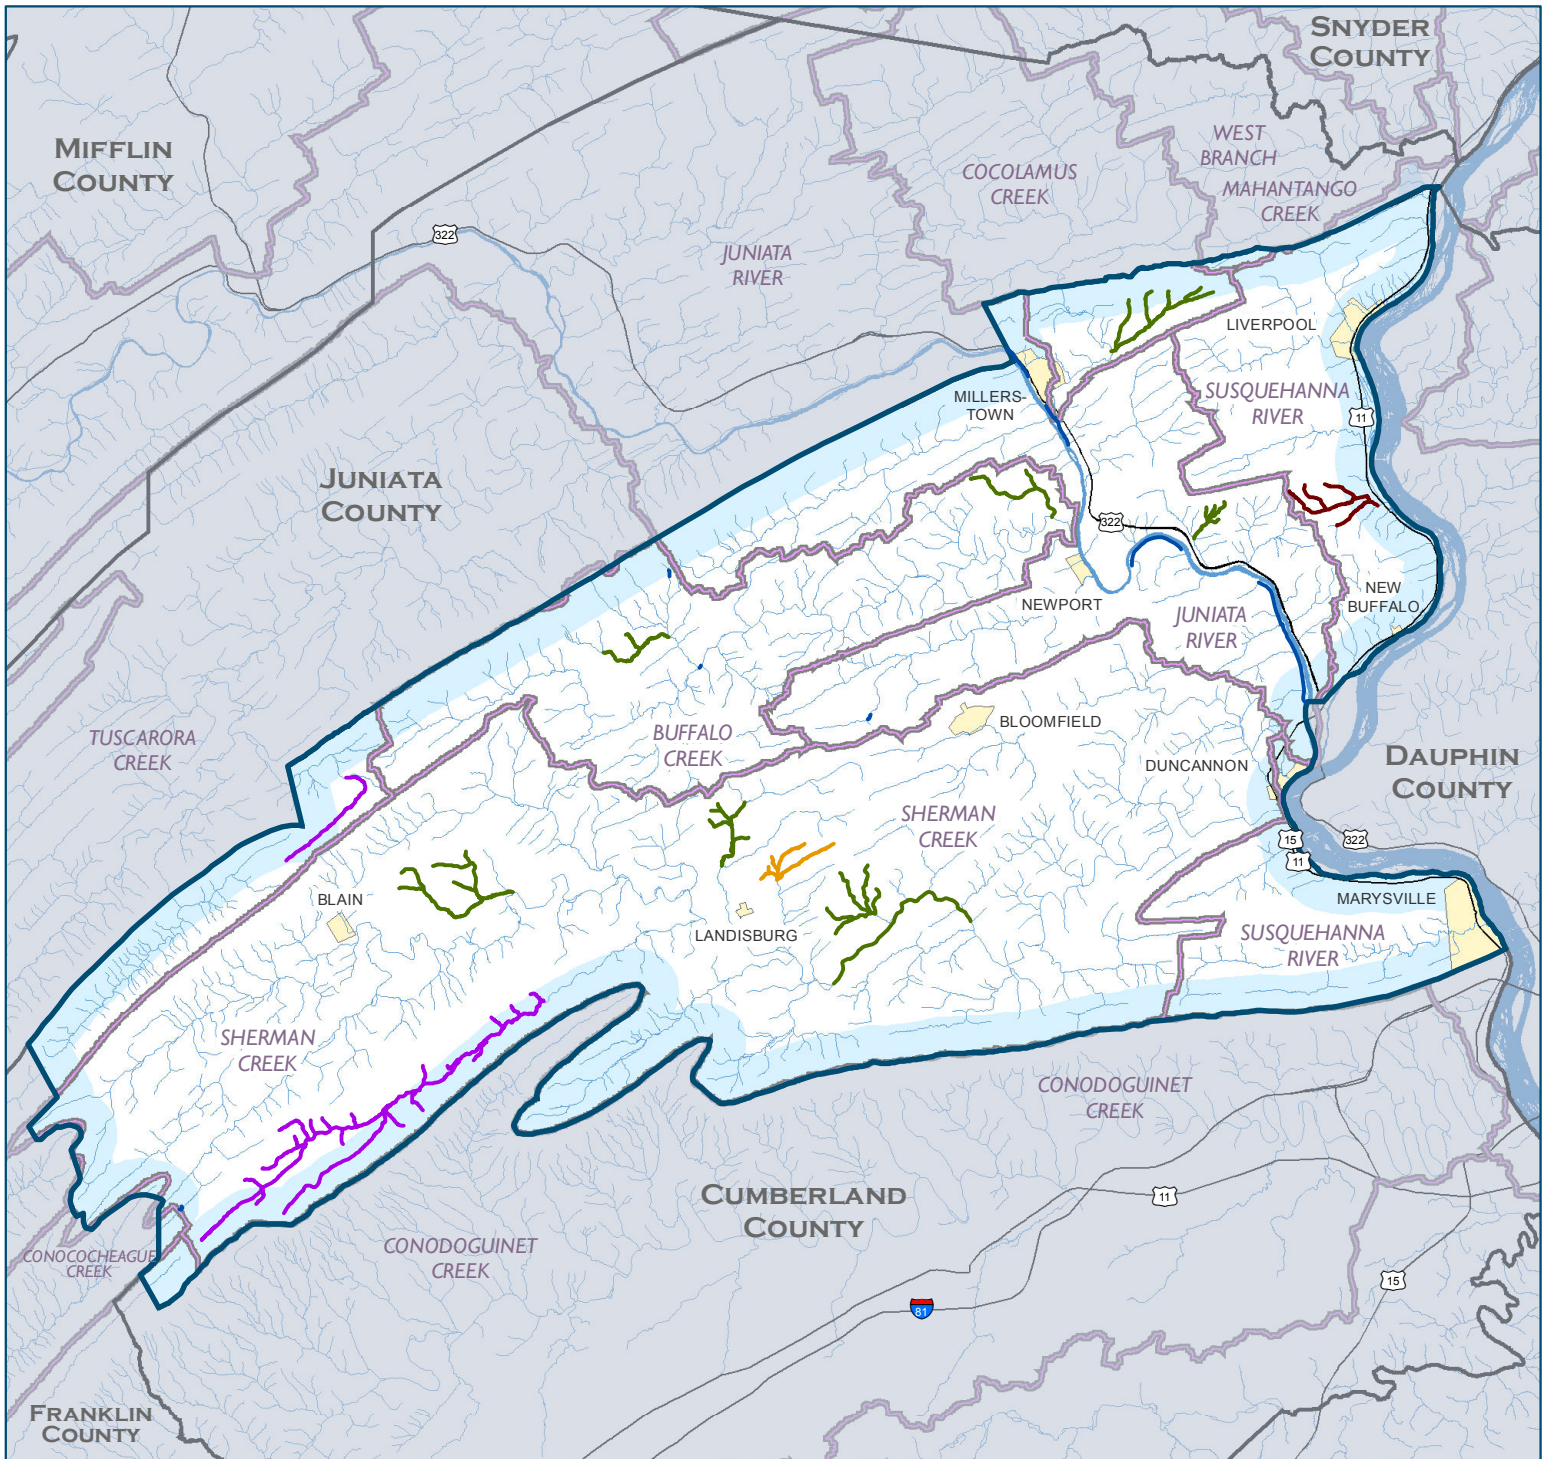 SNYDER
COUNTY
MIFFLIN
COUNTY
WEST
BRANCH
MAHANTANGO
CREEK
COCOLAMUS
CREEK
322
JUNIATA
RIVER
LIVERPOOL
SUSQUEHANNA
RIVER
11
MILLERS-
TOWN
JUNIATA
COUNTY
322
NEWPORT
NEW
BUFFALO
JUNIATA
RIVER
TUSCARORA
CREEK
BUFFALO
CREEK
BLOOMFIELD
DUNCANNON
DAUPHIN
COUNTY
SHERMAN
CREEK
15
322
11
BLAIN
MARYSVILLE
LANDISBURG
SUSQUEHANNA
RIVER
SHERMAN
CREEK
CONODOGUINET
CREEK
CUMBERLAND
COUNTY
11
CONOCOCHEAGUE
CREEK
CONODOGUINET
CREEK
15
81
FRANKLIN
COUNTY